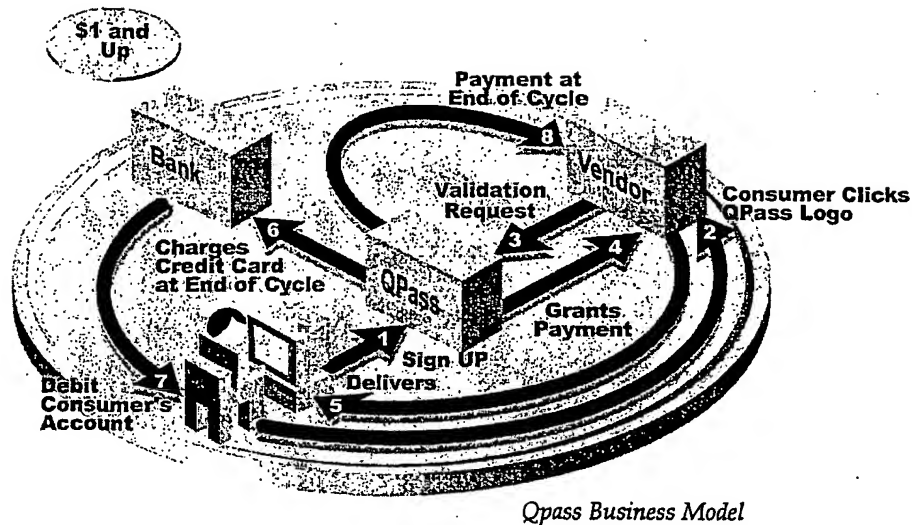 $1 and
Up
Payment at
End of Cycle
8
Bank
Vendor
Validation
Request
Consumer Clicks
QPass Logo
2
3
4
6
Charges
Credit Card
at End of Cycle
QPass
Grants
Payment
1
Sign UP
Delivers
5
7
Debit
Consumer's
Account
Qpass Business Model